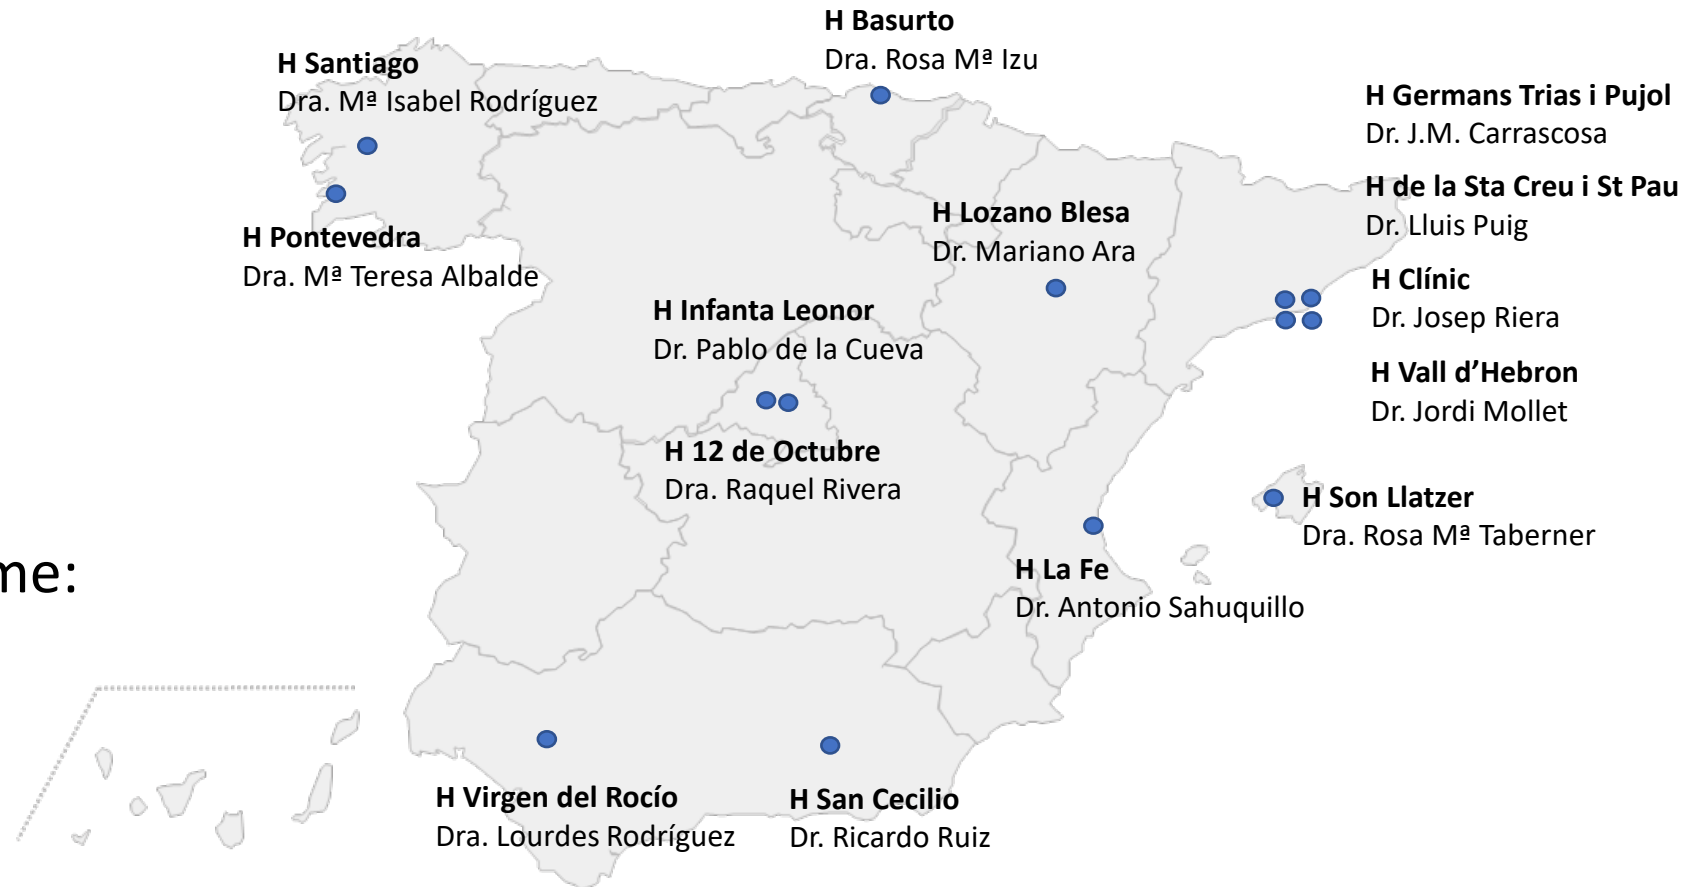 H Basurto
Dra. Rosa Mª Izu
H Santiago
Dra. Mª Isabel Rodríguez
H Germans Trias i Pujol
Dr. J.M. Carrascosa
H de la Sta Creu i St Pau
Dr. Lluis Puig
H Lozano Blesa
Dr. Mariano Ara
H Pontevedra
Dra. Mª Teresa Albalde
H Clínic
Dr. Josep Riera
H Infanta Leonor
Dr. Pablo de la Cueva
H Vall d’Hebron
Dr. Jordi Mollet
H 12 de Octubre
Dra. Raquel Rivera
H Son Llatzer
Dra. Rosa Mª Taberner
me:
H La Fe
Dr. Antonio Sahuquillo
H Virgen del Rocío
Dra. Lourdes Rodríguez
H San Cecilio
Dr. Ricardo Ruiz